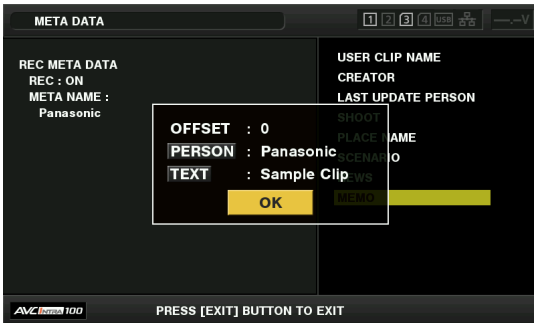 META DATA
1 2 3 4 USB ---.-V
REC META DATA
REC : ON
META NAME :
Panasonic
USER CLIP NAME
CREATOR
LAST UPDATE PERSON
SHOOT
PLACE NAME
SCENARIO
NEWS
MEMO
OFFSET : 0
PERSON : Panasonic
TEXT : Sample Clip
OK
AVC INTRA 100
PRESS [EXIT] BUTTON TO EXIT